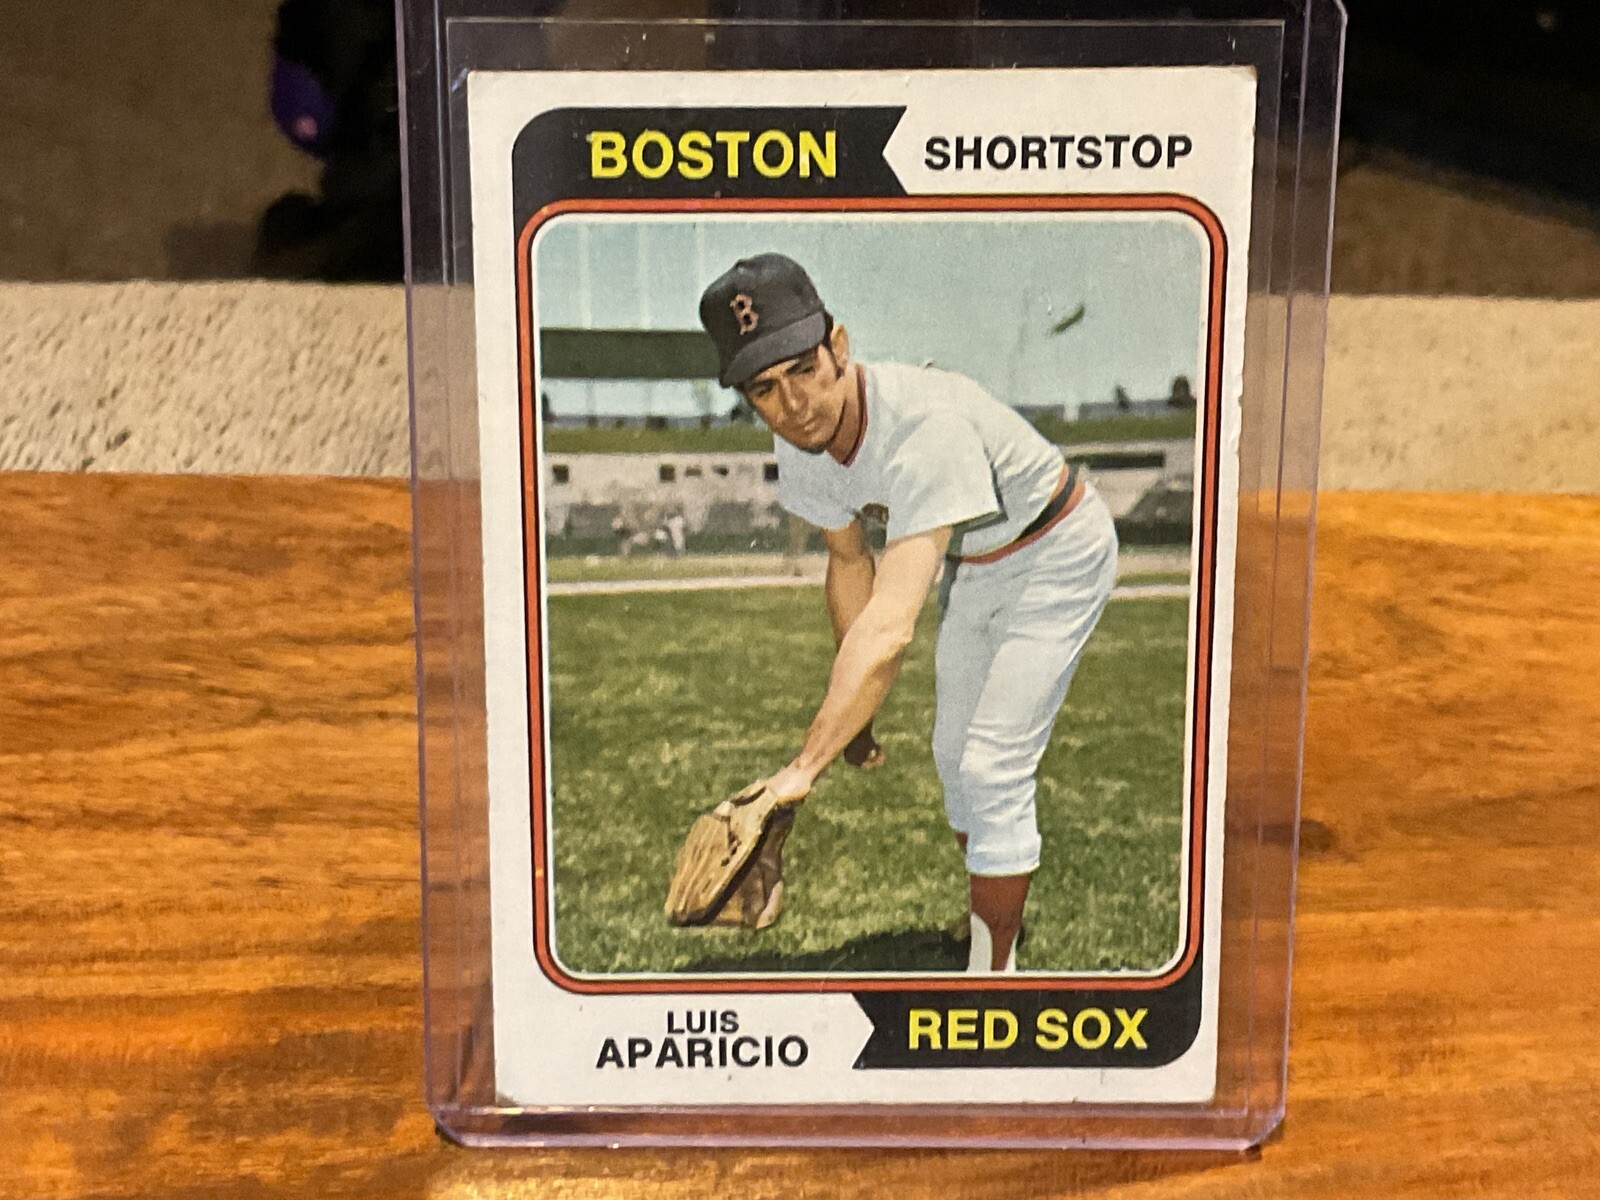 BOSTON
SHORTSTOP
B
LUIS
APARICIO
RED SOX